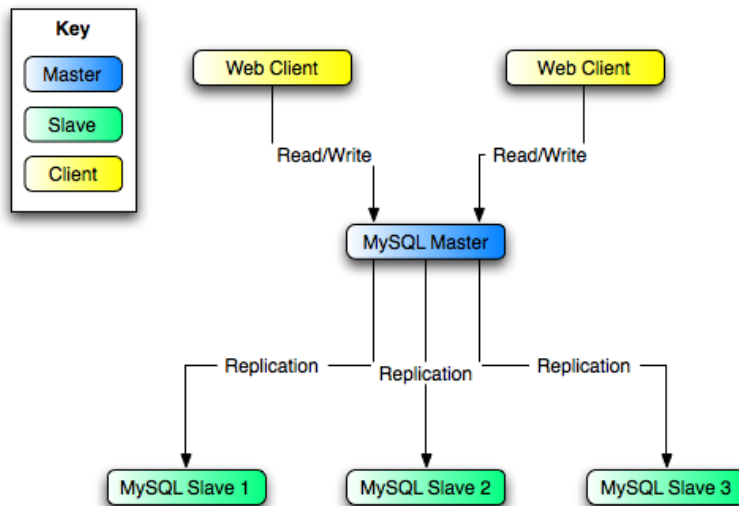 Key
Master
Slave
Client
Web Client
Web Client
Read/Write
Read/Write
MySQL Master
Replication
Replication
Replication
MySQL Slave 1
MySQL Slave 2
MySQL Slave 3